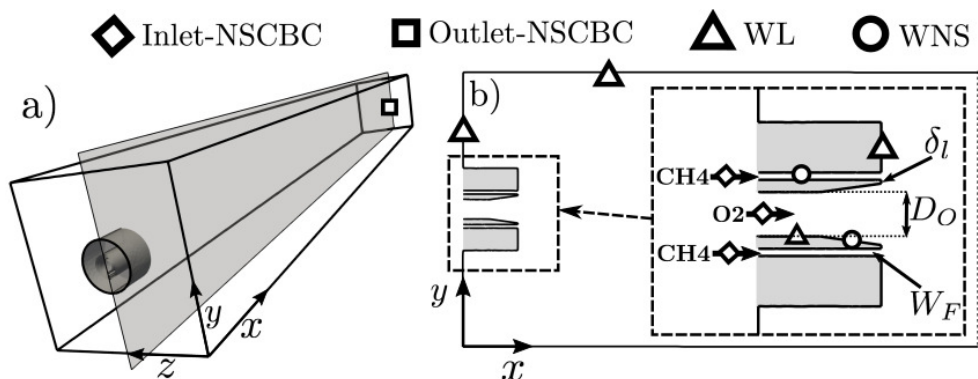 Inlet-NSCBC Outlet-NSCBC WL WNS
a) b)
CH4 δ_l
O2 D_O
CH4
y W_F
x y
z x